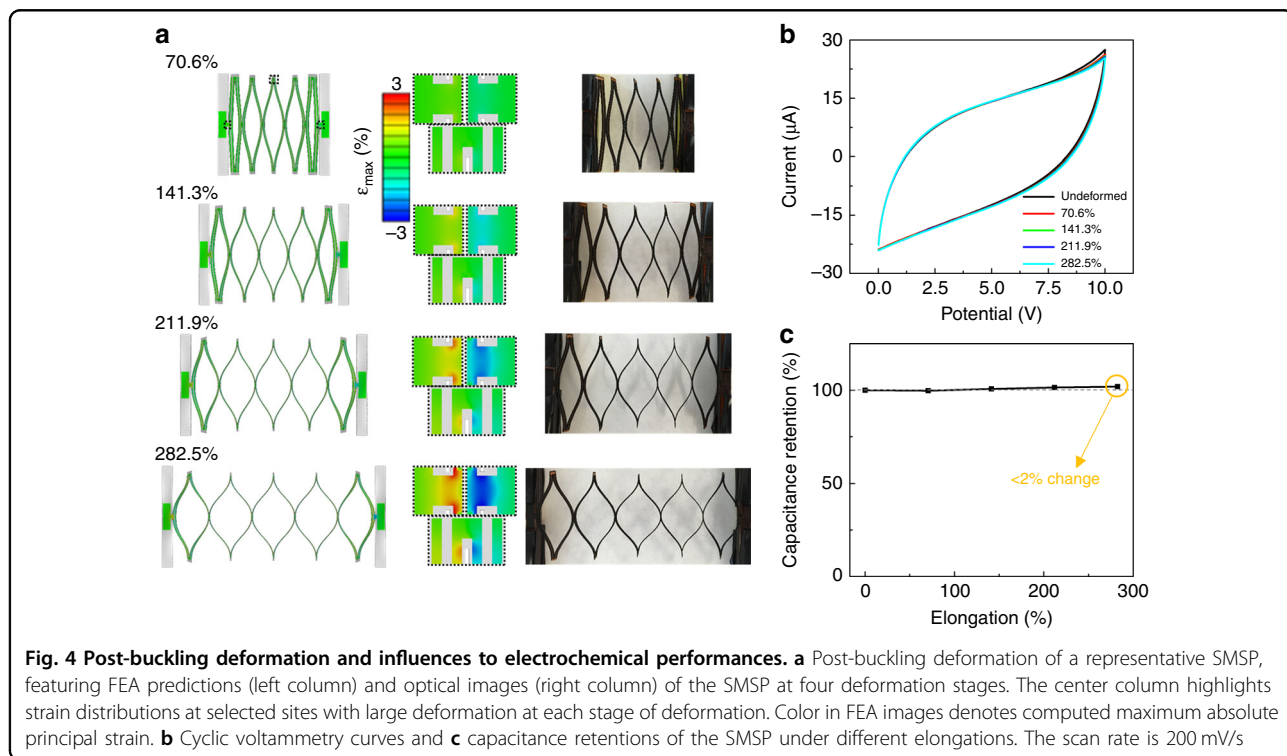 a
70.6%
3
ε max (%)
−3
141.3%
211.9%
282.5%
b
30
15
0
−15
−30
Current (μA)
Undeformed
70.6%
141.3%
211.9%
282.5%
0.0 2.5 5.0 7.5 10.0
Potential (V)
c
100
50
0
Capacitance retention (%)
<2% change
0 100 200 300
Elongation (%)
Fig. 4 Post-buckling deformation and influences to electrochemical performances. a Post-buckling deformation of a representative SMSP,
featuring FEA predictions (left column) and optical images (right column) of the SMSP at four deformation stages. The center column highlights
strain distributions at selected sites with large deformation at each stage of deformation. Color in FEA images denotes computed maximum absolute
principal strain. b Cyclic voltammetry curves and c capacitance retentions of the SMSP under different elongations. The scan rate is 200 mV/s